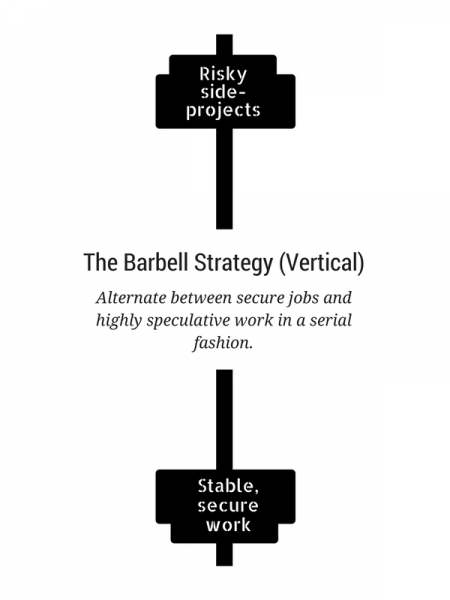 Risky
side-
projects
The Barbell Strategy (Vertical)
Alternate between secure jobs and
highly speculative work in a serial
fashion.
Stable,
secure
work